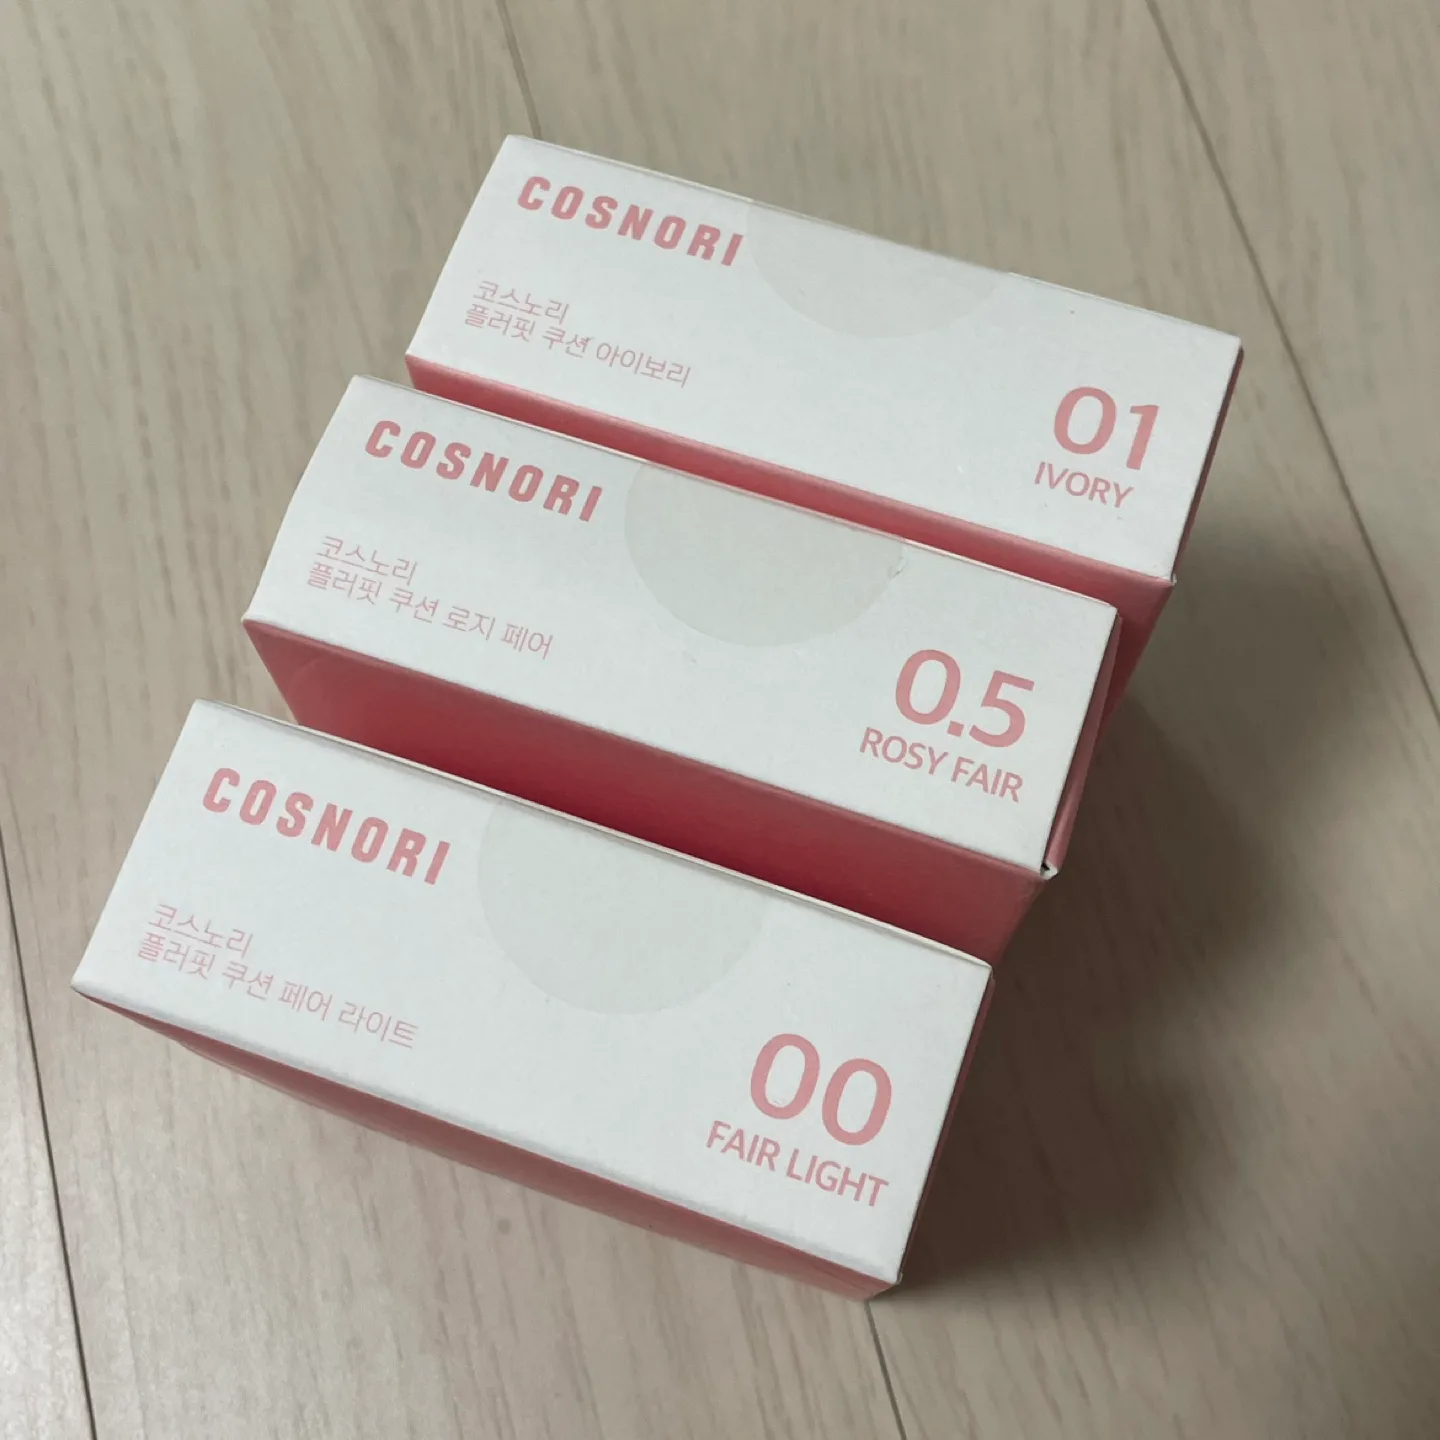 COSNORI
코스노리
플러핏 쿠션 아이보리
01
IVORY
COSNORI
코스노리
플러핏 쿠션 로지 페어
0.5
ROSY FAIR
COSNORI
코스노리
플러핏 쿠션 페어 라이트
00
FAIR LIGHT